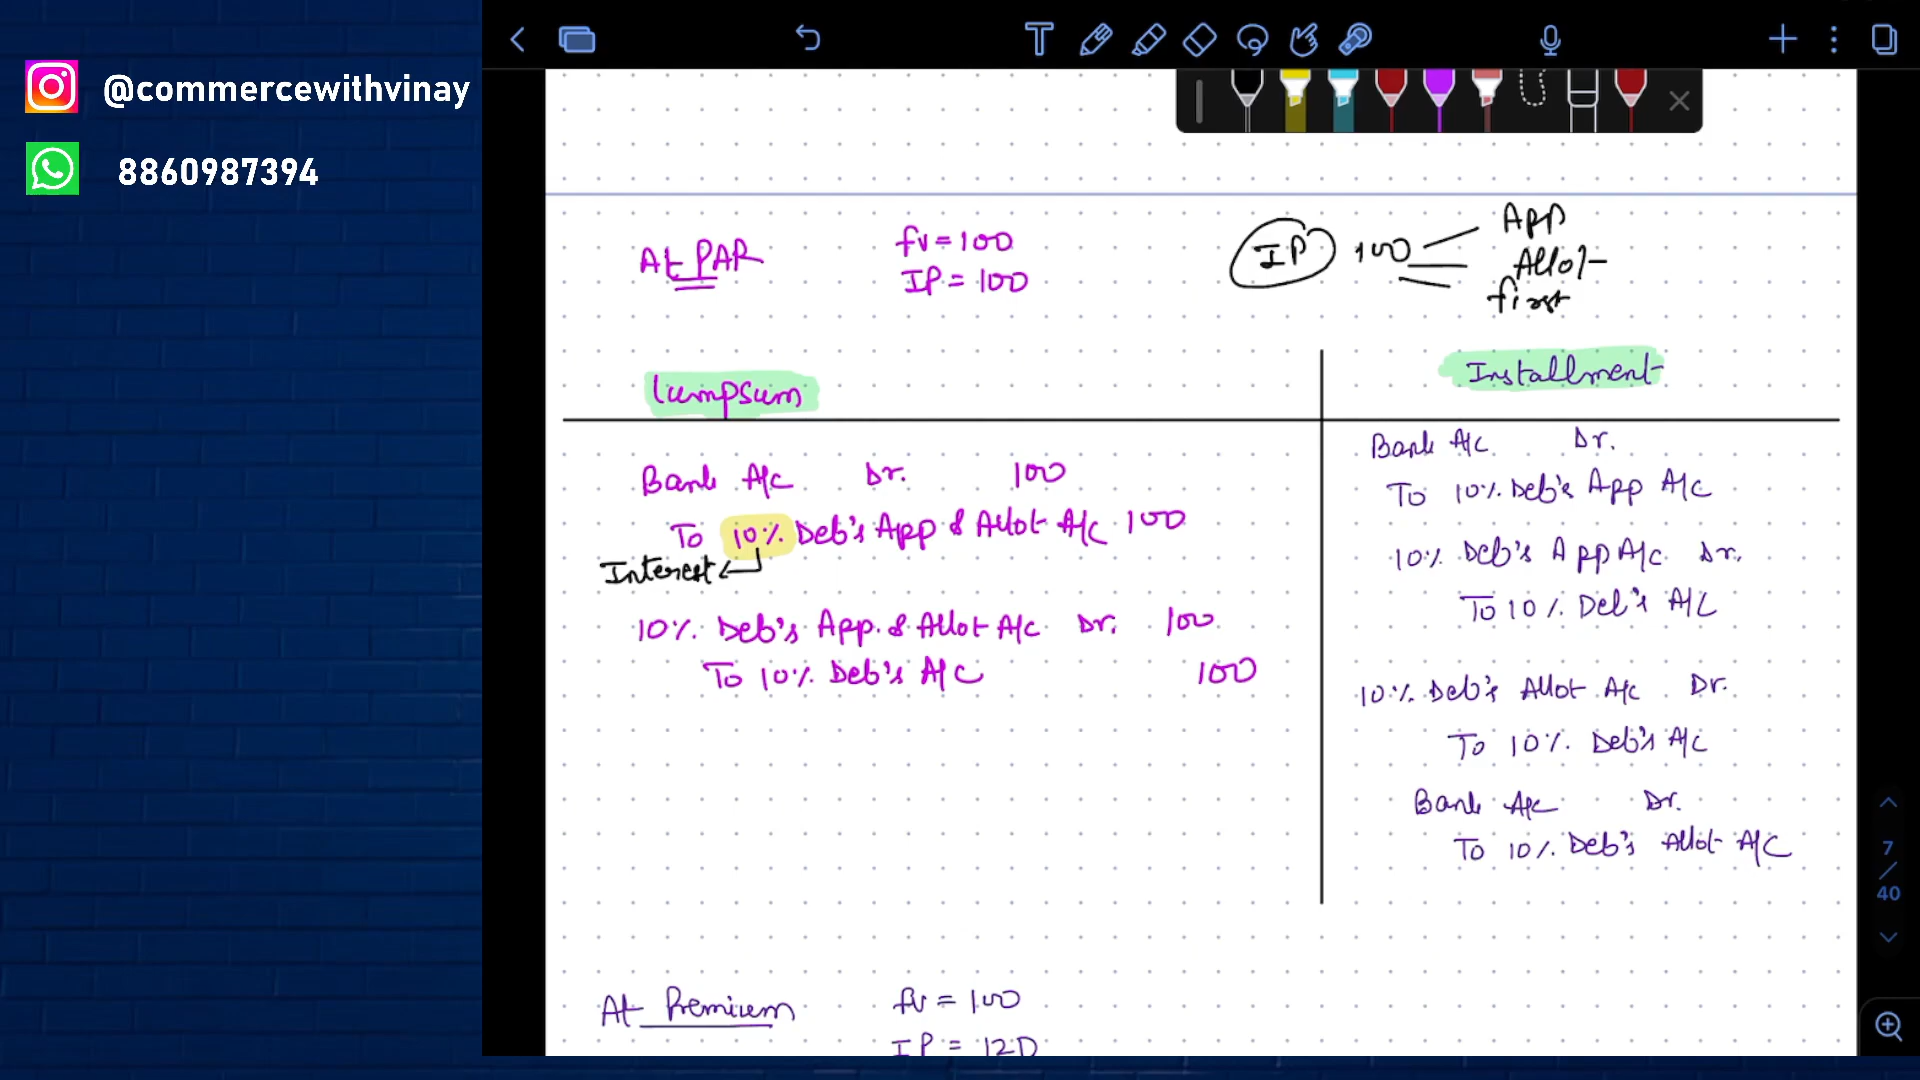 @commercewithvinay
8860987394
At PAR
fv = 100
IP = 100
IP 100
App
Allot
first
Lumpsum
Installment
Bank A/c Dr. 100
To 10% Deb's App & Allot A/c 100
Interest
10% Deb's App. & Allot A/c Dr. 100
To 10% Deb's A/c 100
Bank A/c Dr.
To 10% Deb's App A/c
10% Deb's App A/c Dr.
To 10% Deb's A/c
10% Deb's Allot A/c Dr.
To 10% Deb's A/c
Bank A/c Dr.
To 10% Deb's Allot A/c
At Premium
fv = 100
IP = 120
7
/
40